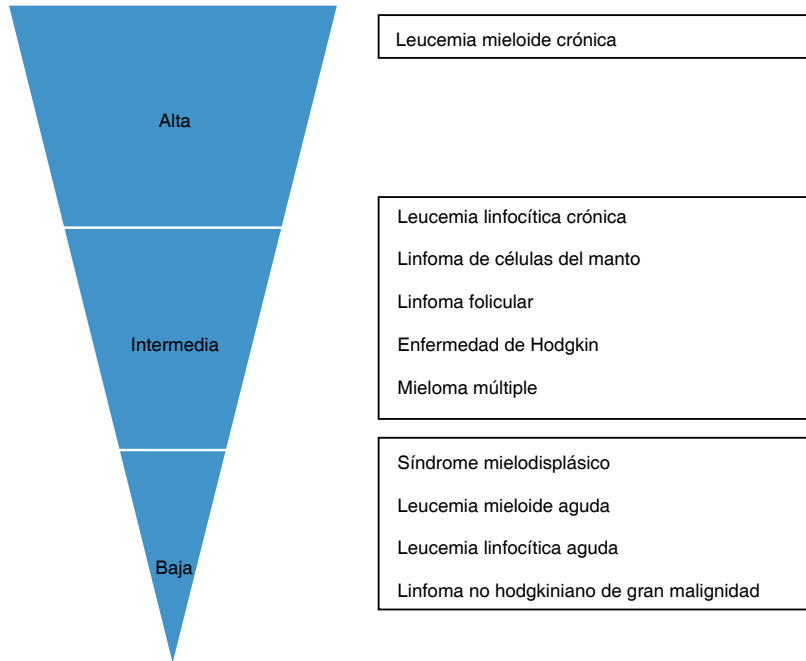 Alta
Leucemia mieloide crónica
Intermedia
Leucemia linfocítica crónica
Linfoma de células del manto
Linfoma folicular
Enfermedad de Hodgkin
Mieloma múltiple
Baja
Síndrome mielodisplásico
Leucemia mieloide aguda
Leucemia linfocítica aguda
Linfoma no hodgkiniano de gran malignidad